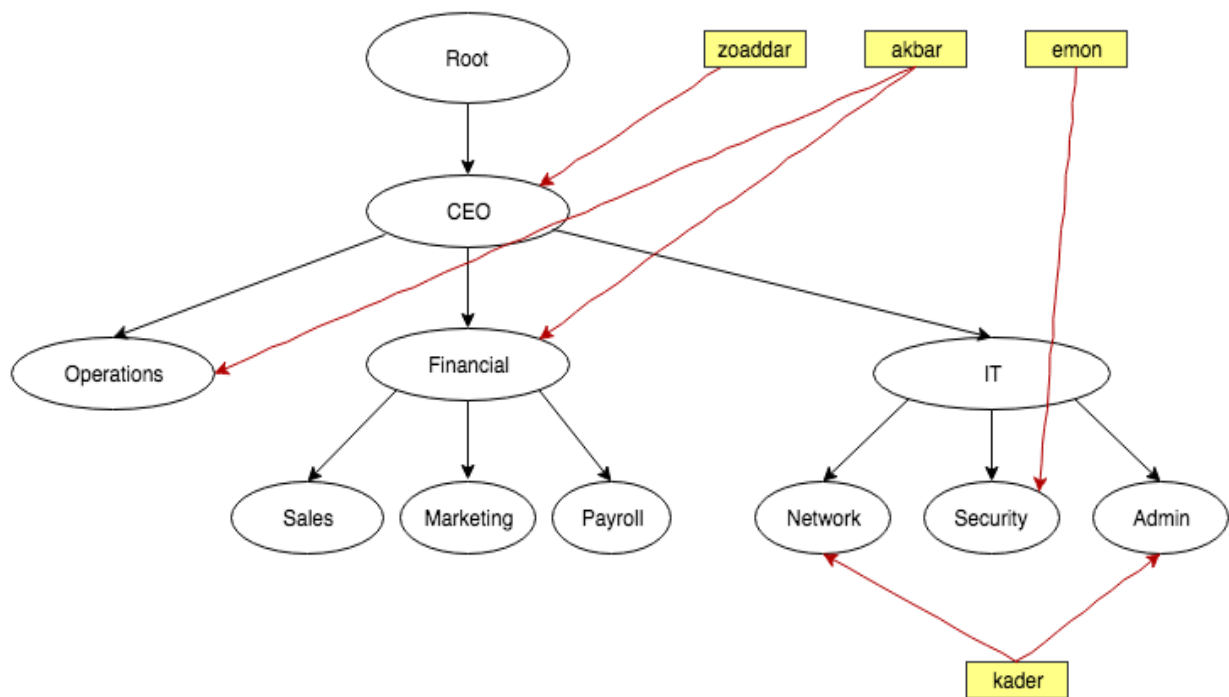 Root
zoaddar
akbar
emon
CEO
Operations
Financial
IT
Sales
Marketing
Payroll
Network
Security
Admin
kader